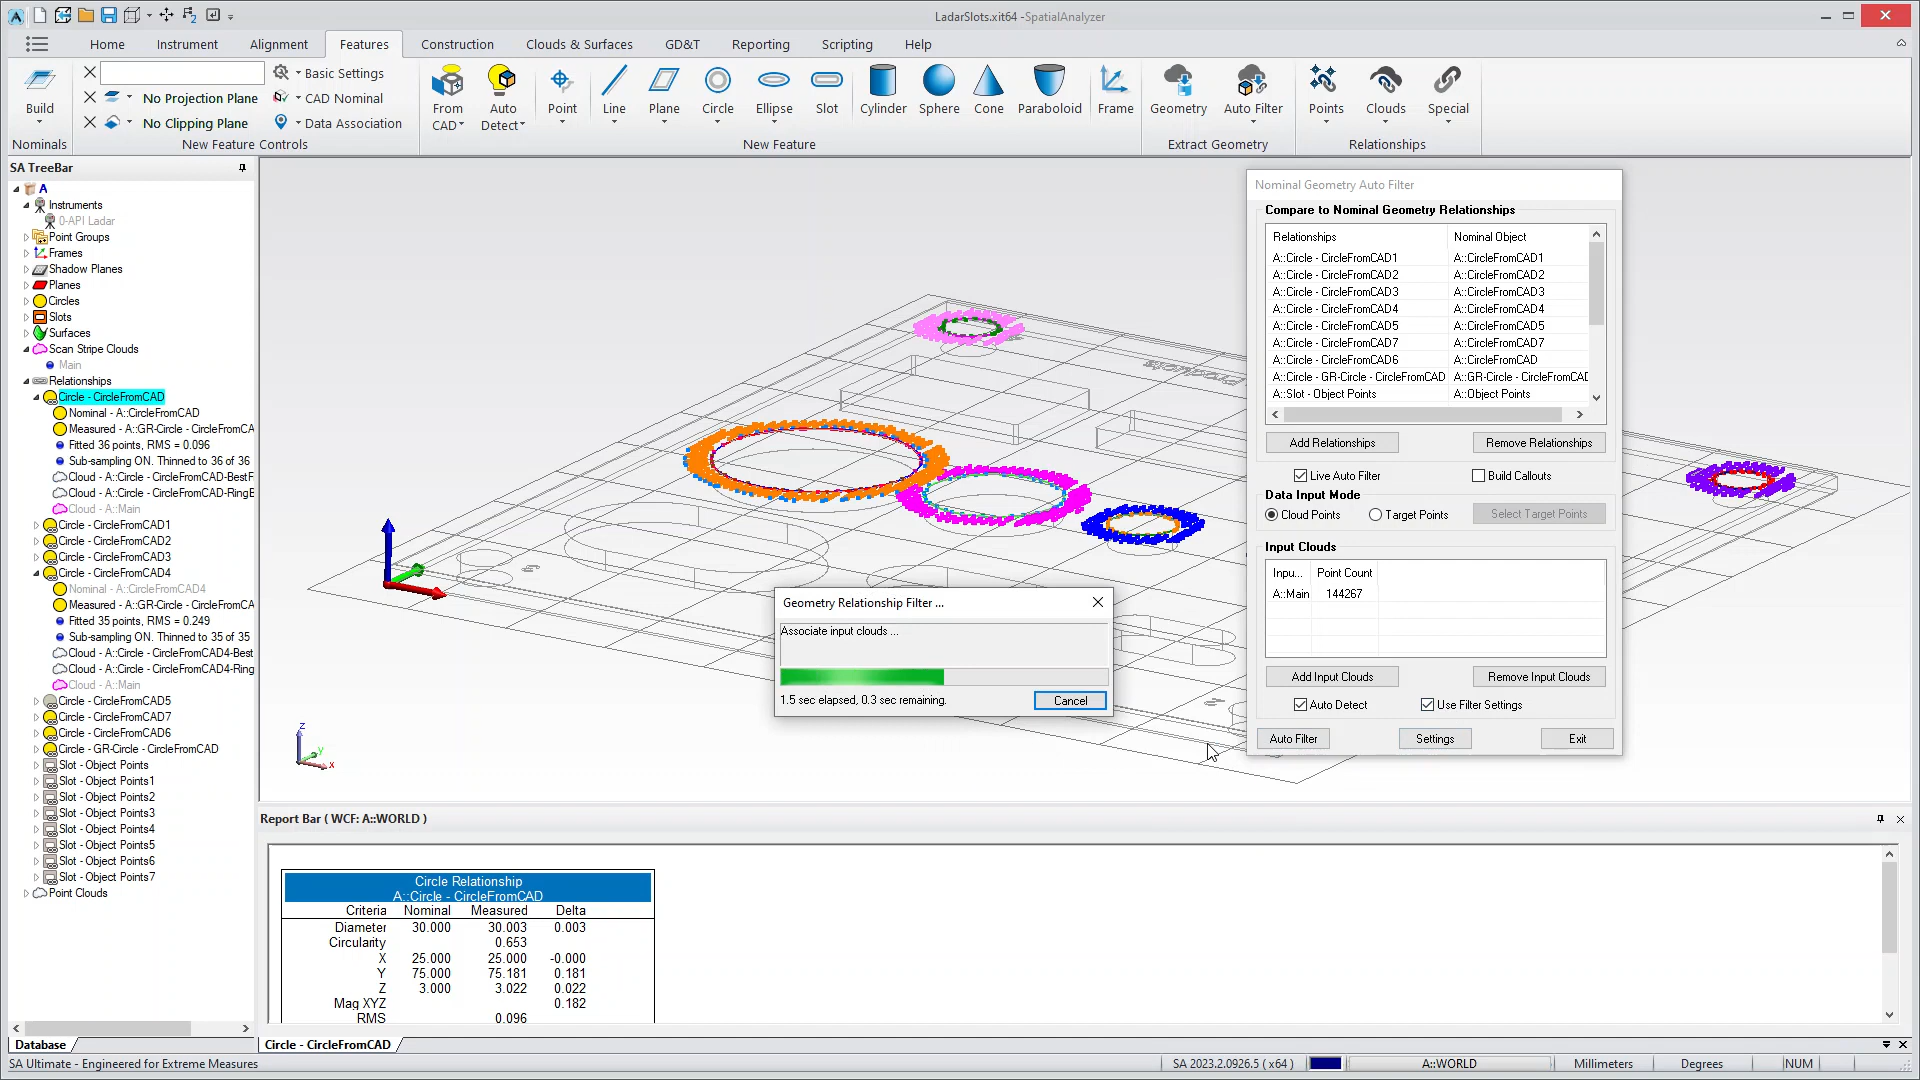 LadarSlots.xit64 -SpatialAnalyzer
Home
Instrument
Alignment
Features
Construction
Clouds & Surfaces
GD&T
Reporting
Scripting
Help
Build
Nominals
No Projection Plane
No Clipping Plane
Basic Settings
CAD Nominal
Data Association
New Feature Controls
From CAD
Auto Detect
Point
Line
Plane
Circle
Ellipse
Slot
Cylinder
Sphere
Cone
Paraboloid
Frame
New Feature
Geometry
Auto Filter
Extract Geometry
Points
Clouds
Special
Relationships
SA TreeBar
A
Instruments
0-API Ladar
Point Groups
Frames
Shadow Planes
Planes
Circles
Slots
Surfaces
Scan Stripe Clouds
Main
Relationships
Circle - CircleFromCAD
Nominal - A::CircleFromCAD
Measured - A::GR-Circle - CircleFromCA
Fitted 36 points, RMS = 0.096
Sub-sampling ON. Thinned to 36 of 36
Cloud - A::Circle - CircleFromCAD-BestF
Cloud - A::Circle - CircleFromCAD-RingE
Cloud - A::Main
Circle - CircleFromCAD1
Circle - CircleFromCAD2
Circle - CircleFromCAD3
Circle - CircleFromCAD4
Nominal - A::CircleFromCAD4
Measured - A::GR-Circle - CircleFromCA
Fitted 35 points, RMS = 0.249
Sub-sampling ON. Thinned to 35 of 35
Cloud - A::Circle - CircleFromCAD4-Best
Cloud - A::Circle - CircleFromCAD4-Ring
Cloud - A::Main
Circle - CircleFromCAD5
Circle - CircleFromCAD7
Circle - CircleFromCAD6
Circle - GR-Circle - CircleFromCAD
Slot - Object Points
Slot - Object Points1
Slot - Object Points2
Slot - Object Points3
Slot - Object Points4
Slot - Object Points5
Slot - Object Points6
Slot - Object Points7
Point Clouds
Database
z
y
x
Geometry Relationship Filter ...
Associate input clouds ...
1.5 sec elapsed, 0.3 sec remaining.
Cancel
Nominal Geometry Auto Filter
Compare to Nominal Geometry Relationships
Relationships Nominal Object
A::Circle - CircleFromCAD1 A::CircleFromCAD1
A::Circle - CircleFromCAD2 A::CircleFromCAD2
A::Circle - CircleFromCAD3 A::CircleFromCAD3
A::Circle - CircleFromCAD4 A::CircleFromCAD4
A::Circle - CircleFromCAD5 A::CircleFromCAD5
A::Circle - CircleFromCAD7 A::CircleFromCAD7
A::Circle - CircleFromCAD6 A::CircleFromCAD
A::Circle - GR-Circle - CircleFromCAD A::GR-Circle - CircleFromCAD
A::Slot - Object Points A::Object Points
Add Relationships Remove Relationships
Live Auto Filter Build Callouts
Data Input Mode
Cloud Points Target Points Select Target Points
Input Clouds
Inpu... Point Count
A::Main 144267
Add Input Clouds Remove Input Clouds
Auto Detect Use Filter Settings
Auto Filter Settings Exit
Report Bar ( WCF: A::WORLD )
Circle Relationship
A::Circle - CircleFromCAD
Criteria Nominal Measured Delta
Diameter 30.000 30.003 0.003
Circularity 0.653
X 25.000 25.000 -0.000
Y 75.000 75.181 0.181
Z 3.000 3.022 0.022
Mag XYZ 0.182
RMS 0.096
Circle - CircleFromCAD
SA Ultimate - Engineered for Extreme Measures
SA 2023.2.0926.5 ( x64 )
A::WORLD
Millimeters
Degrees
NUM